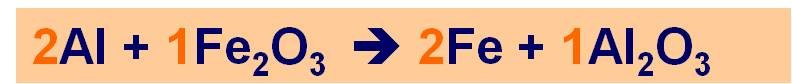 2Al + 1Fe₂O₃ ➔ 2Fe + 1Al₂O₃